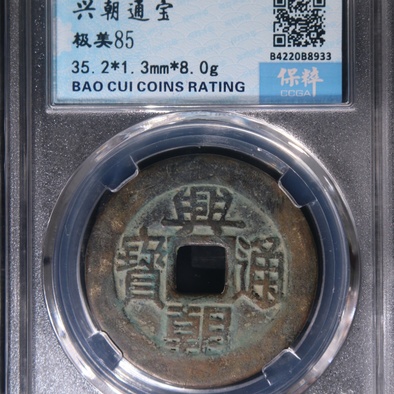 兴朝通宝
极美85
35.2*1.3mm*8.0g
BAO CUI COINS RATING
B4220B8933
保粹
CCGA
興
寶 通
朝